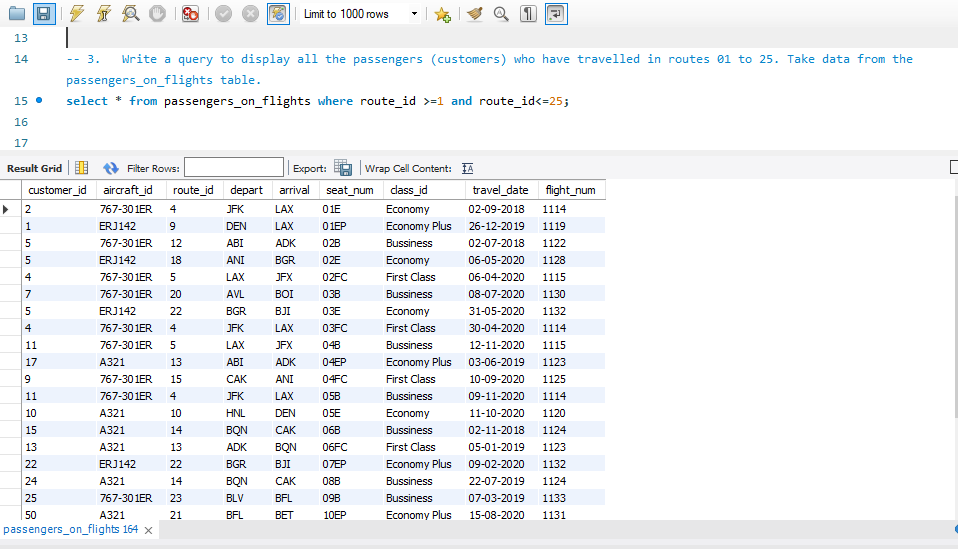 Limit to 1000 rows
13
14 -- 3. Write a query to display all the passengers (customers) who have travelled in routes 01 to 25. Take data from the
passengers_on_flights table.
15 select * from passengers_on_flights where route_id >=1 and route_id<=25;
16
17
Result Grid Filter Rows: Export: Wrap Cell Content:
customer_id aircraft_id route_id depart arrival seat_num class_id travel_date flight_num
2 767-301ER 4 JFK LAX 01E Economy 02-09-2018 1114
1 ERJ142 9 DEN LAX 01EP Economy Plus 26-12-2019 1119
5 767-301ER 12 ABI ADK 02B Bussiness 02-07-2018 1122
5 ERJ142 18 ANI BGR 02E Economy 06-05-2020 1128
4 767-301ER 5 LAX JFX 02FC First Class 06-04-2020 1115
7 767-301ER 20 AVL BOI 03B Bussiness 08-07-2020 1130
5 ERJ142 22 BGR BJI 03E Economy 31-05-2020 1132
4 767-301ER 4 JFK LAX 03FC First Class 30-04-2020 1114
11 767-301ER 5 LAX JFX 04B Bussiness 12-11-2020 1115
17 A321 13 ABI ADK 04EP Economy Plus 03-06-2019 1123
9 767-301ER 15 CAK ANI 04FC First Class 10-09-2020 1125
11 767-301ER 4 JFK LAX 05B Bussiness 09-11-2020 1114
10 A321 10 HNL DEN 05E Economy 11-10-2020 1120
15 A321 14 BQN CAK 06B Bussiness 02-11-2018 1124
13 A321 13 ADK BQN 06FC First Class 05-01-2019 1123
22 ERJ142 22 BGR BJI 07EP Economy Plus 09-02-2020 1132
24 A321 14 BQN CAK 08B Bussiness 22-07-2019 1124
25 767-301ER 23 BLV BFL 09B Bussiness 07-03-2019 1133
50 A321 21 BFL BET 10EP Economy Plus 15-08-2020 1131
passengers_on_flights 164